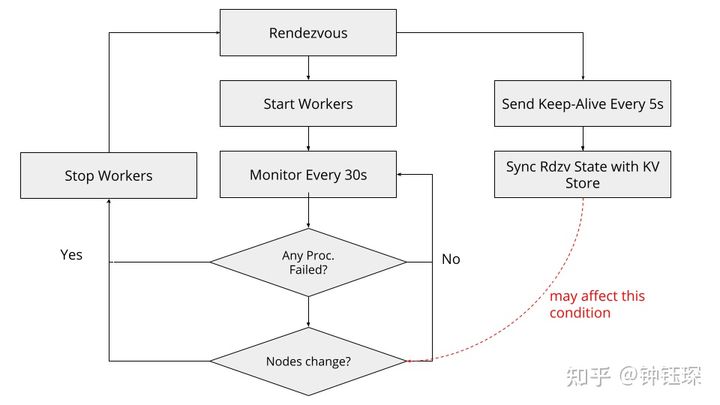 Rendezvous
Start Workers
Send Keep-Alive Every 5s
Stop Workers
Monitor Every 30s
Sync Rdzv State with KV
Store
Yes
Any Proc.
Failed?
No
may affect this
condition
Nodes change?
知乎 @钟钰琛